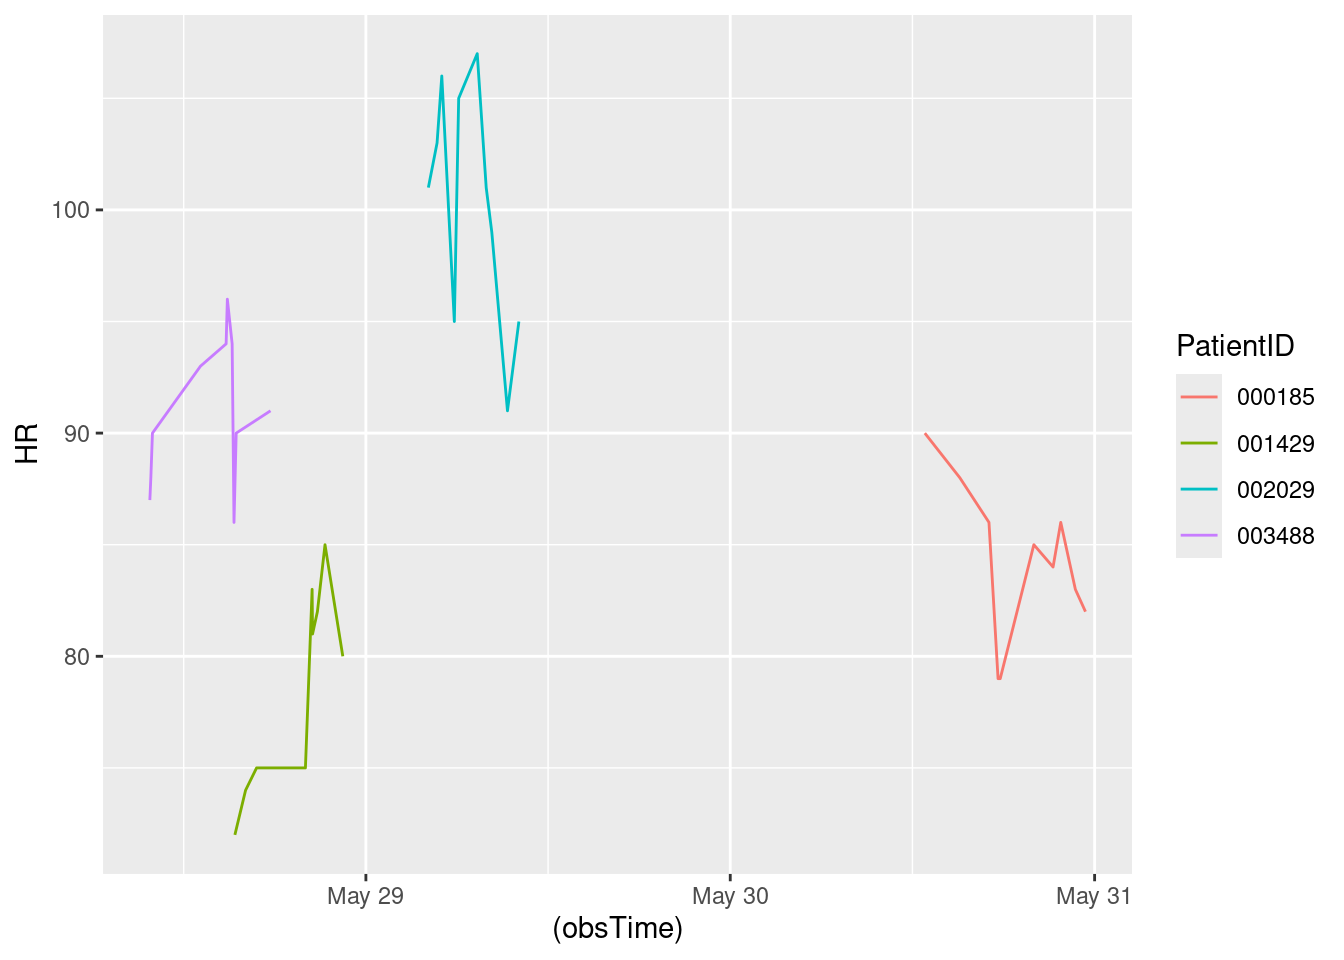 100
90
80
HR
May 29
May 30
May 31
(obsTime)
PatientID
000185
001429
002029
003488